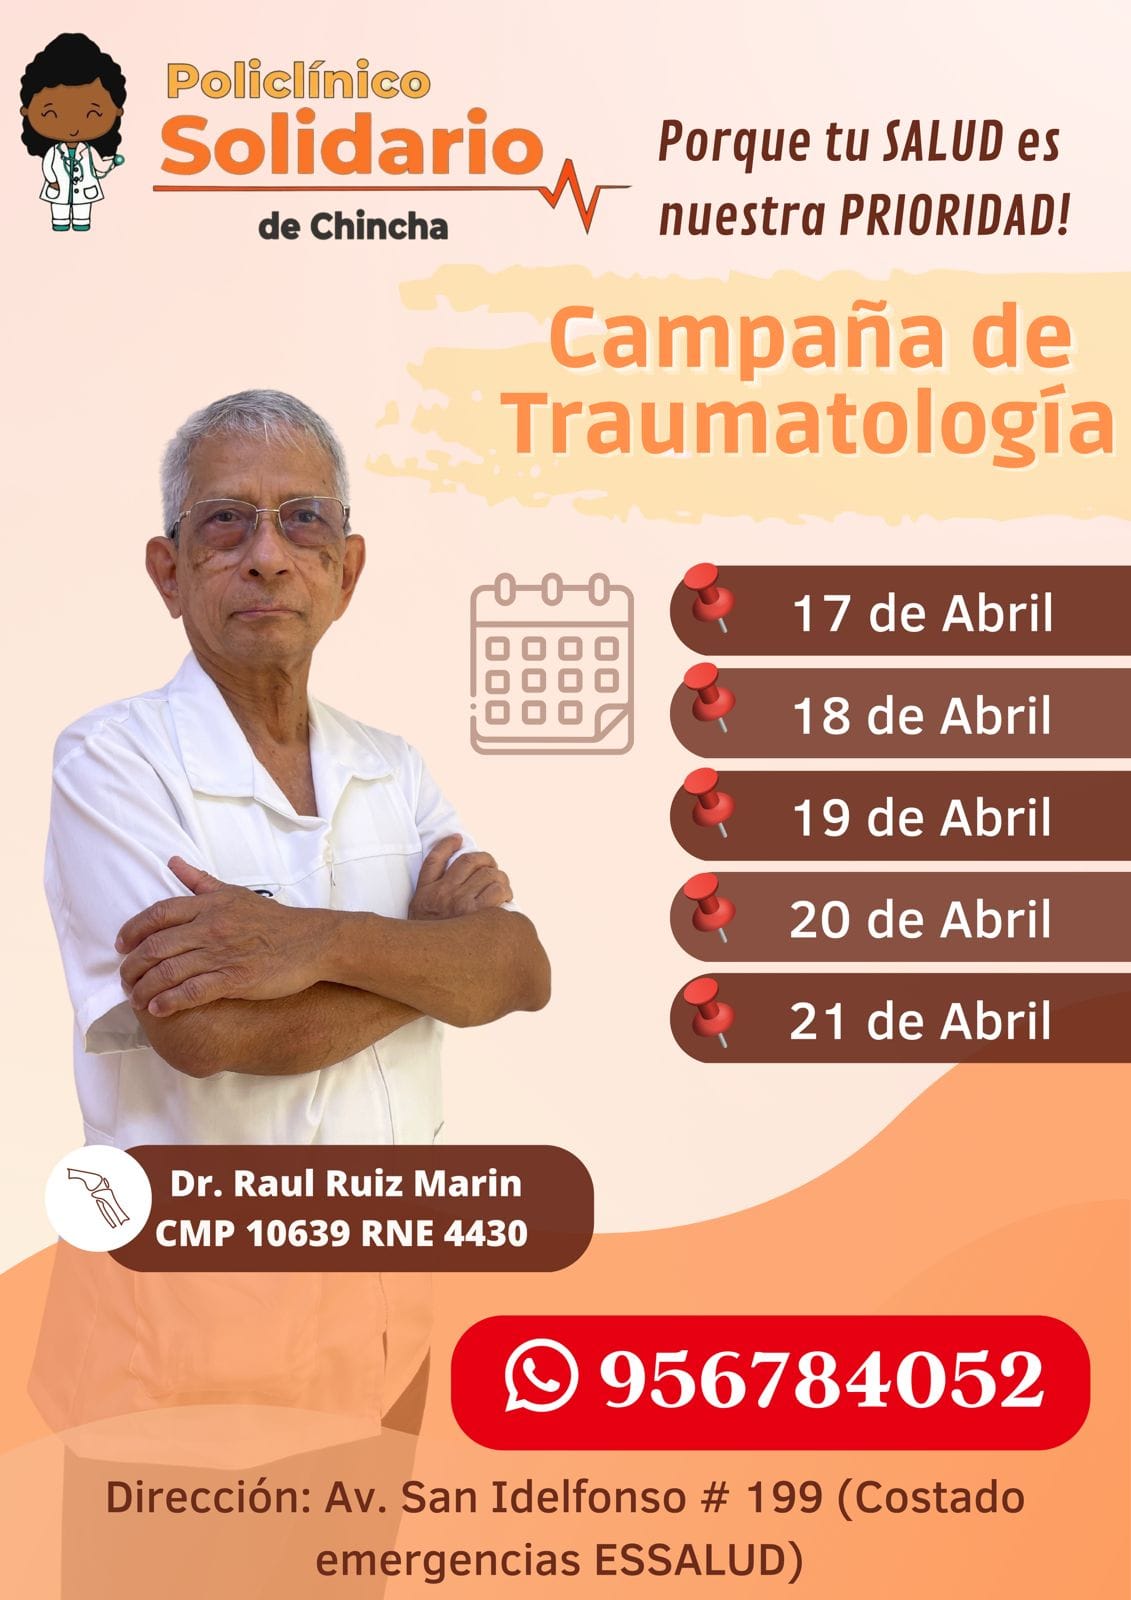 Policlínico
Solidario
de Chincha
Porque tu SALUD es
nuestra PRIORIDAD!
Campaña de
Traumatología
17 de Abril
18 de Abril
19 de Abril
20 de Abril
21 de Abril
Dr. Raul Ruiz Marin
CMP 10639 RNE 4430
956784052
Dirección: Av. San Idelfonso # 199 (Costado
emergencias ESSALUD)